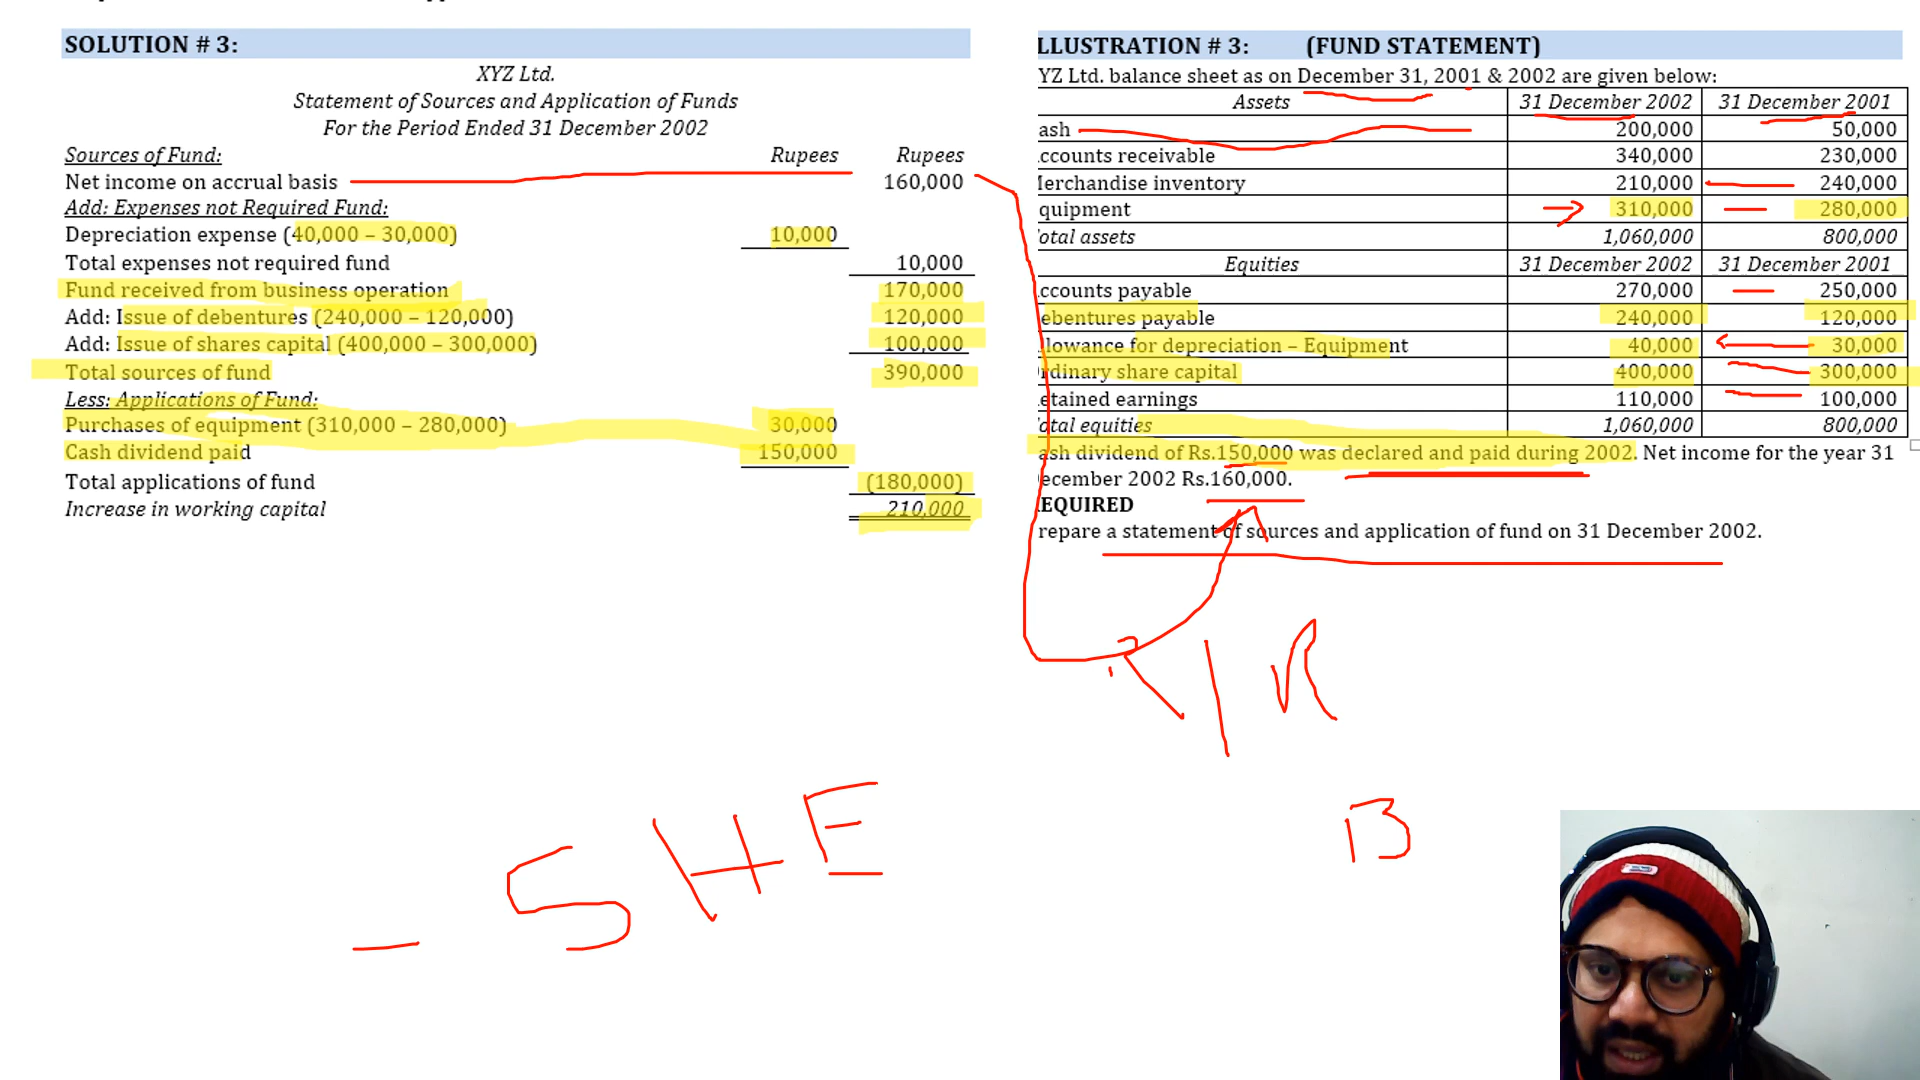 SOLUTION # 3:
XYZ Ltd.
Statement of Sources and Application of Funds
For the Period Ended 31 December 2002
Sources of Fund: Rupees Rupees
Net income on accrual basis 160,000
Add: Expenses not Required Fund:
Depreciation expense (40,000 – 30,000) 10,000
Total expenses not required fund 10,000
Fund received from business operation 170,000
Add: Issue of debentures (240,000 – 120,000) 120,000
Add: Issue of shares capital (400,000 – 300,000) 100,000
Total sources of fund 390,000
Less: Applications of Fund:
Purchases of equipment (310,000 – 280,000) 30,000
Cash dividend paid 150,000
Total applications of fund (180,000)
Increase in working capital 210,000
LLUSTRATION # 3: (FUND STATEMENT)
YZ Ltd. balance sheet as on December 31, 2001 & 2002 are given below:
Assets 31 December 2002 31 December 2001
ash 200,000 50,000
ccounts receivable 340,000 230,000
erchandise inventory 210,000 240,000
quipment 310,000 280,000
otal assets 1,060,000 800,000
Equities 31 December 2002 31 December 2001
ccounts payable 270,000 250,000
ebentures payable 240,000 120,000
llowance for depreciation – Equipment 40,000 30,000
rdinary share capital 400,000 300,000
etained earnings 110,000 100,000
otal equities 1,060,000 800,000
ash dividend of Rs.150,000 was declared and paid during 2002. Net income for the year 31
ecember 2002 Rs.160,000.
EQUIRED
repare a statement of sources and application of fund on 31 December 2002.
SHE
B